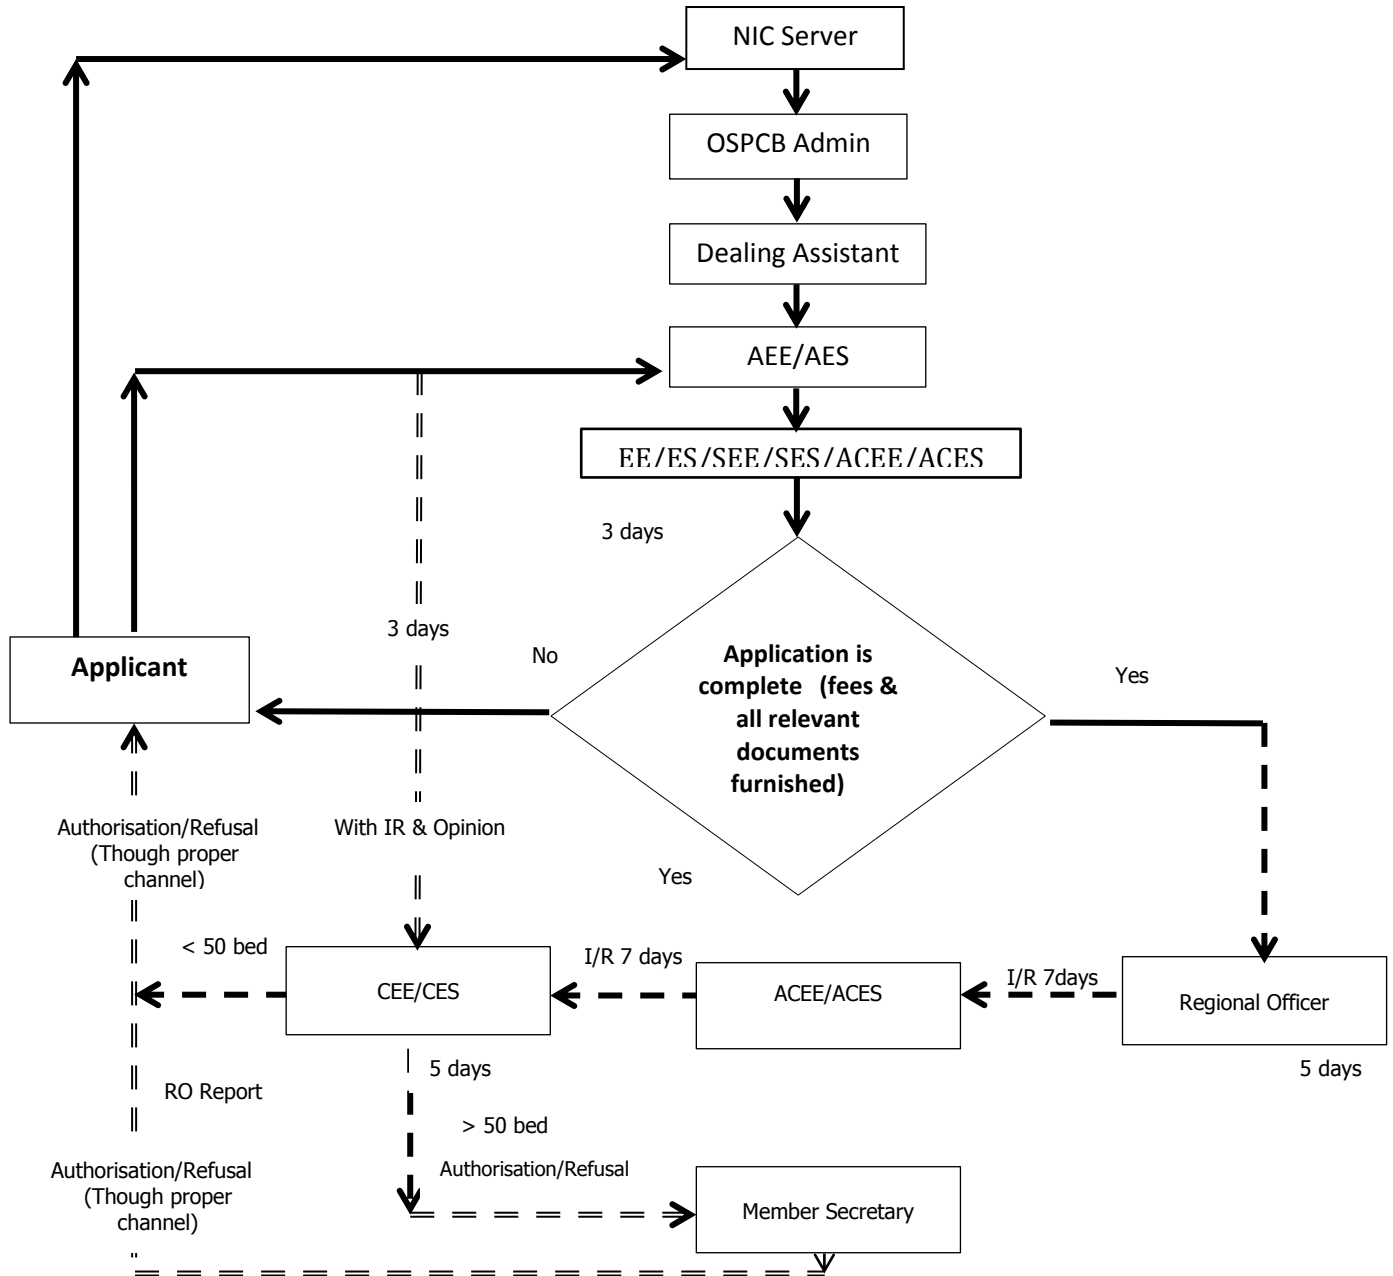 NIC Server
OSPCB Admin
Dealing Assistant
AEE/AES
EE/ES/SEE/SES/ACEE/ACES
3 days
3 days
No
Applicant
Application is
complete (fees &
all relevant
documents
furnished)
Yes
Authorisation/Refusal
(Though proper
channel)
With IR & Opinion
Yes
< 50 bed
CEE/CES
I/R 7 days
ACEE/ACES
I/R 7days
Regional Officer
5 days
5 days
RO Report
> 50 bed
Authorisation/Refusal
Authorisation/Refusal
(Though proper
channel)
Member Secretary